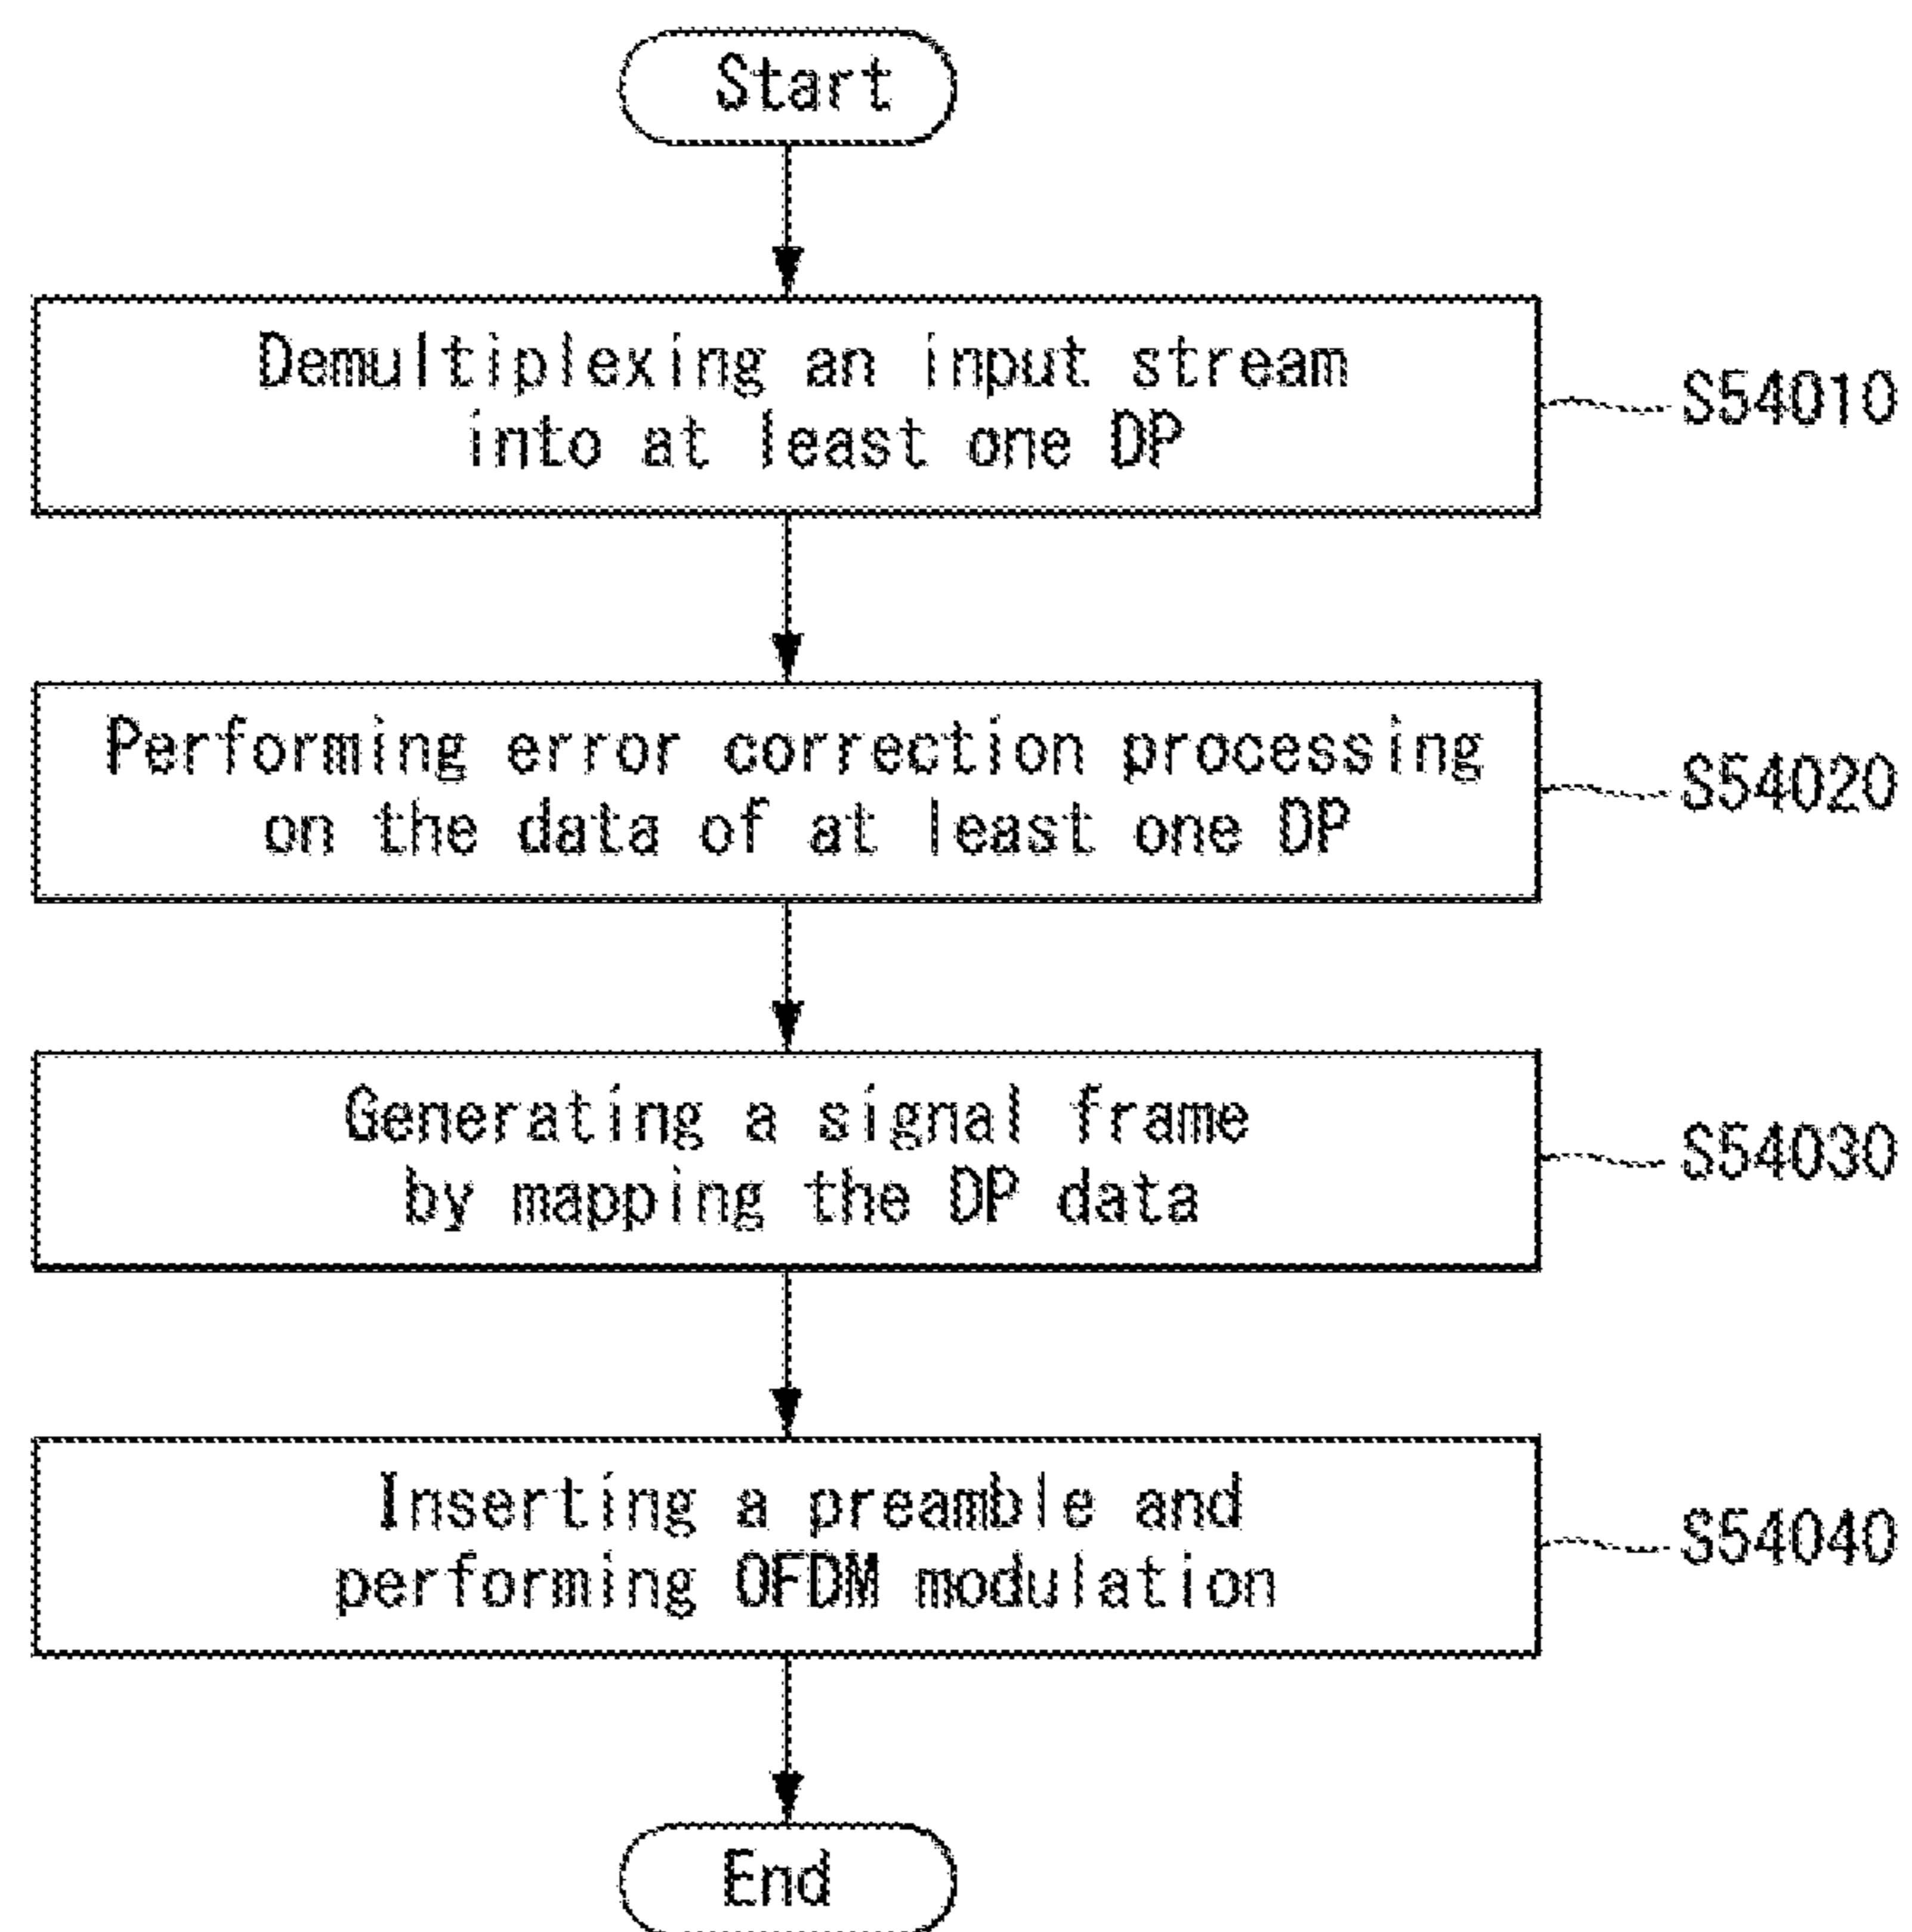 Start
Demultiplexing an input stream
into at least one DP
S54010
Performing error correction processing
on the data of at least one DP
S54020
Generating a signal frame
by mapping the DP data
S54030
Inserting a preamble and
performing OFDM modulation
S54040
End